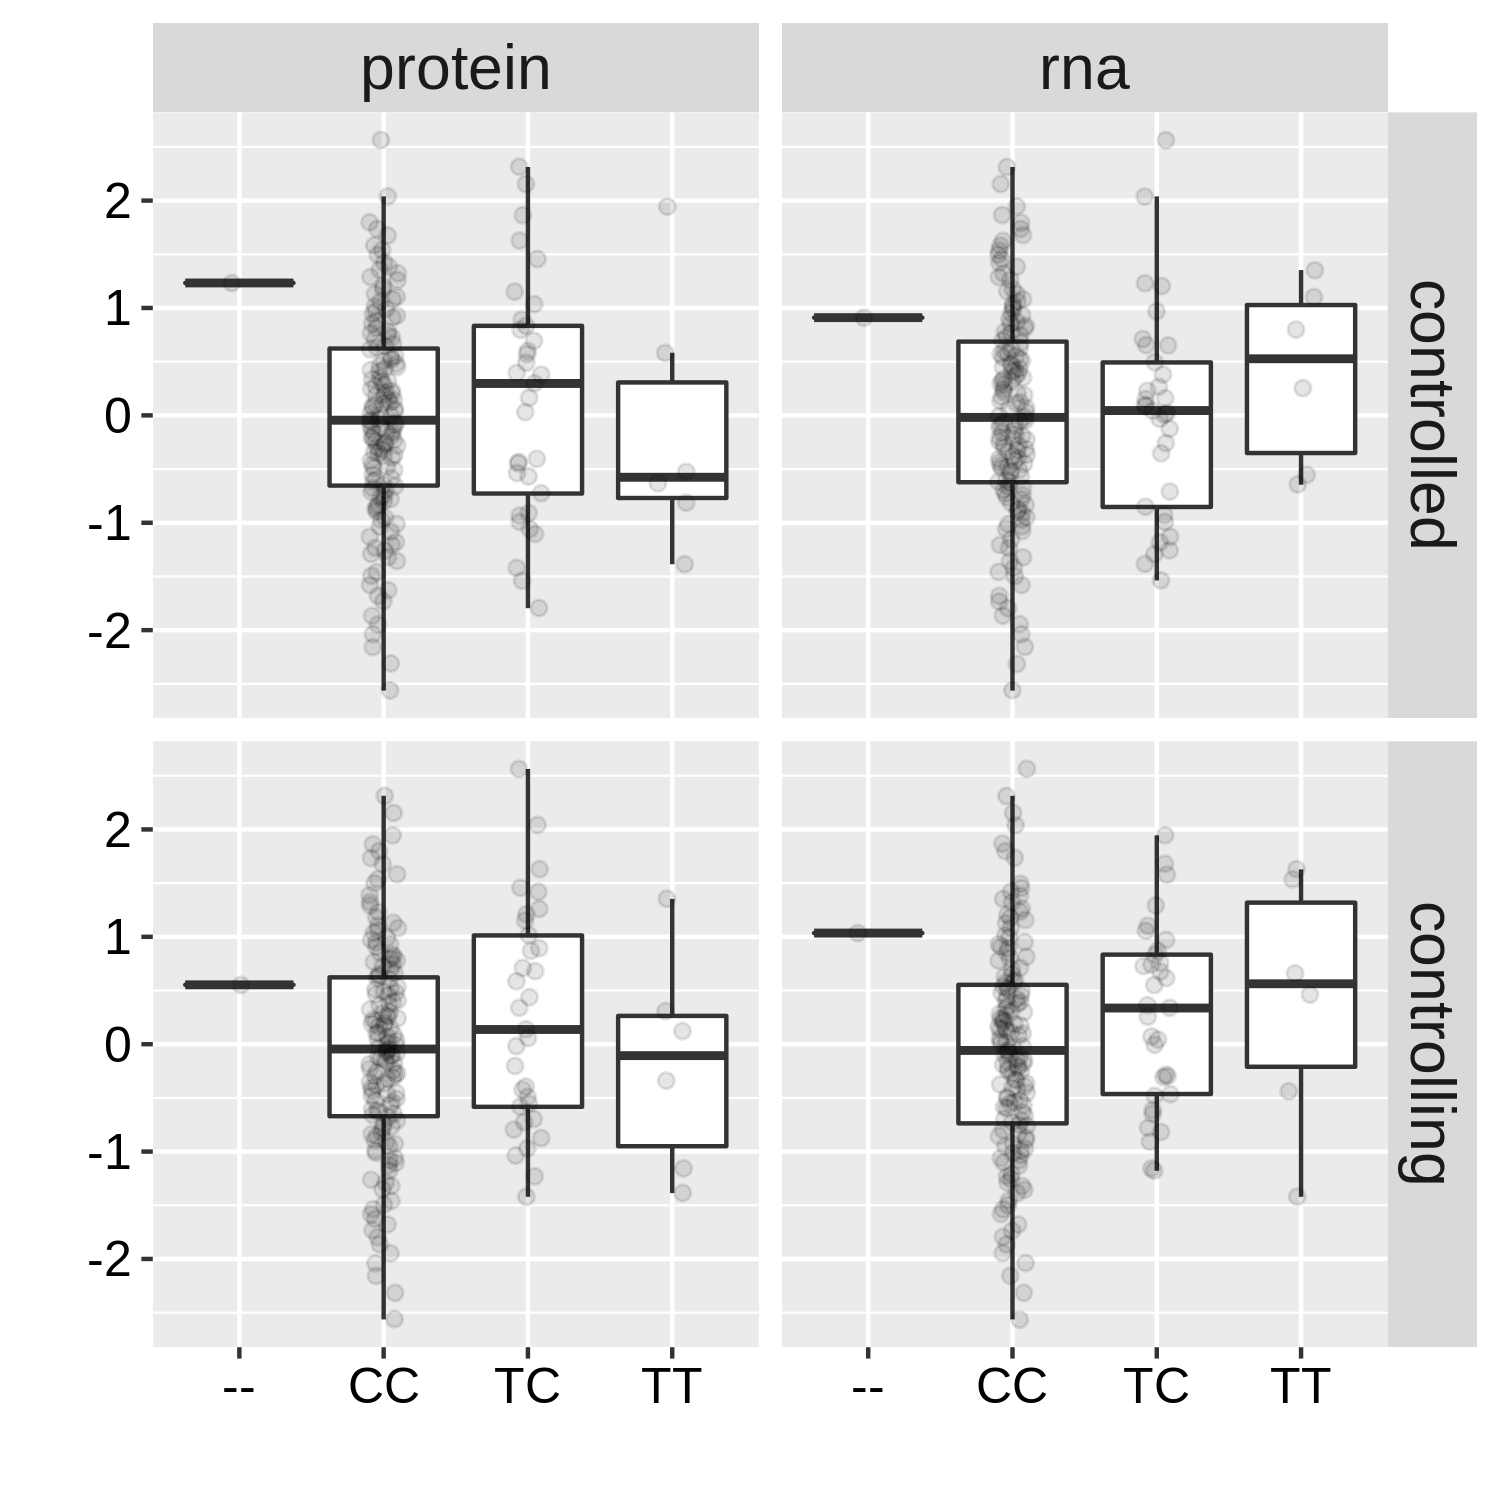 protein
rna
controlled
2
1
0
-1
-2
controlling
2
1
0
-1
-2
--
CC
TC
TT
--
CC
TC
TT